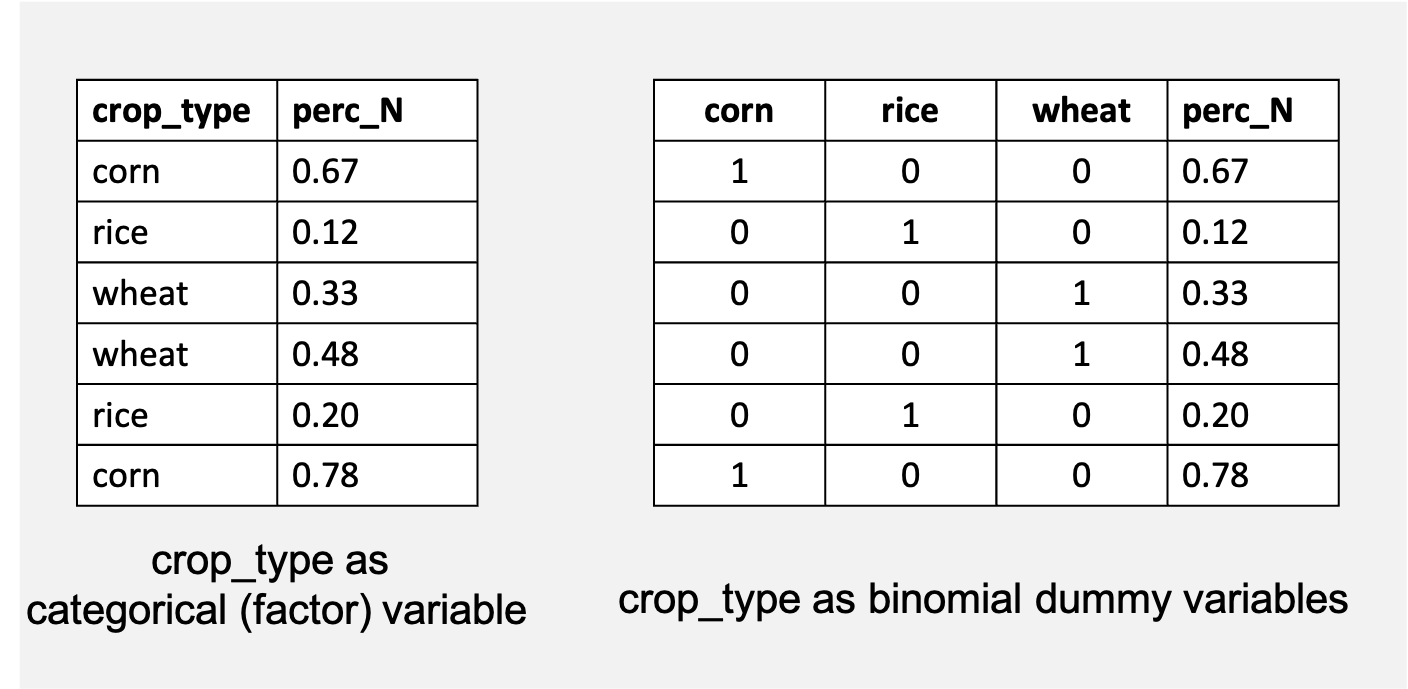 crop_type perc_N
corn 0.67
rice 0.12
wheat 0.33
wheat 0.48
rice 0.20
corn 0.78
crop_type as
categorical (factor) variable
corn rice wheat perc_N
1 0 0 0.67
0 1 0 0.12
0 0 1 0.33
0 0 1 0.48
0 1 0 0.20
1 0 0 0.78
crop_type as binomial dummy variables